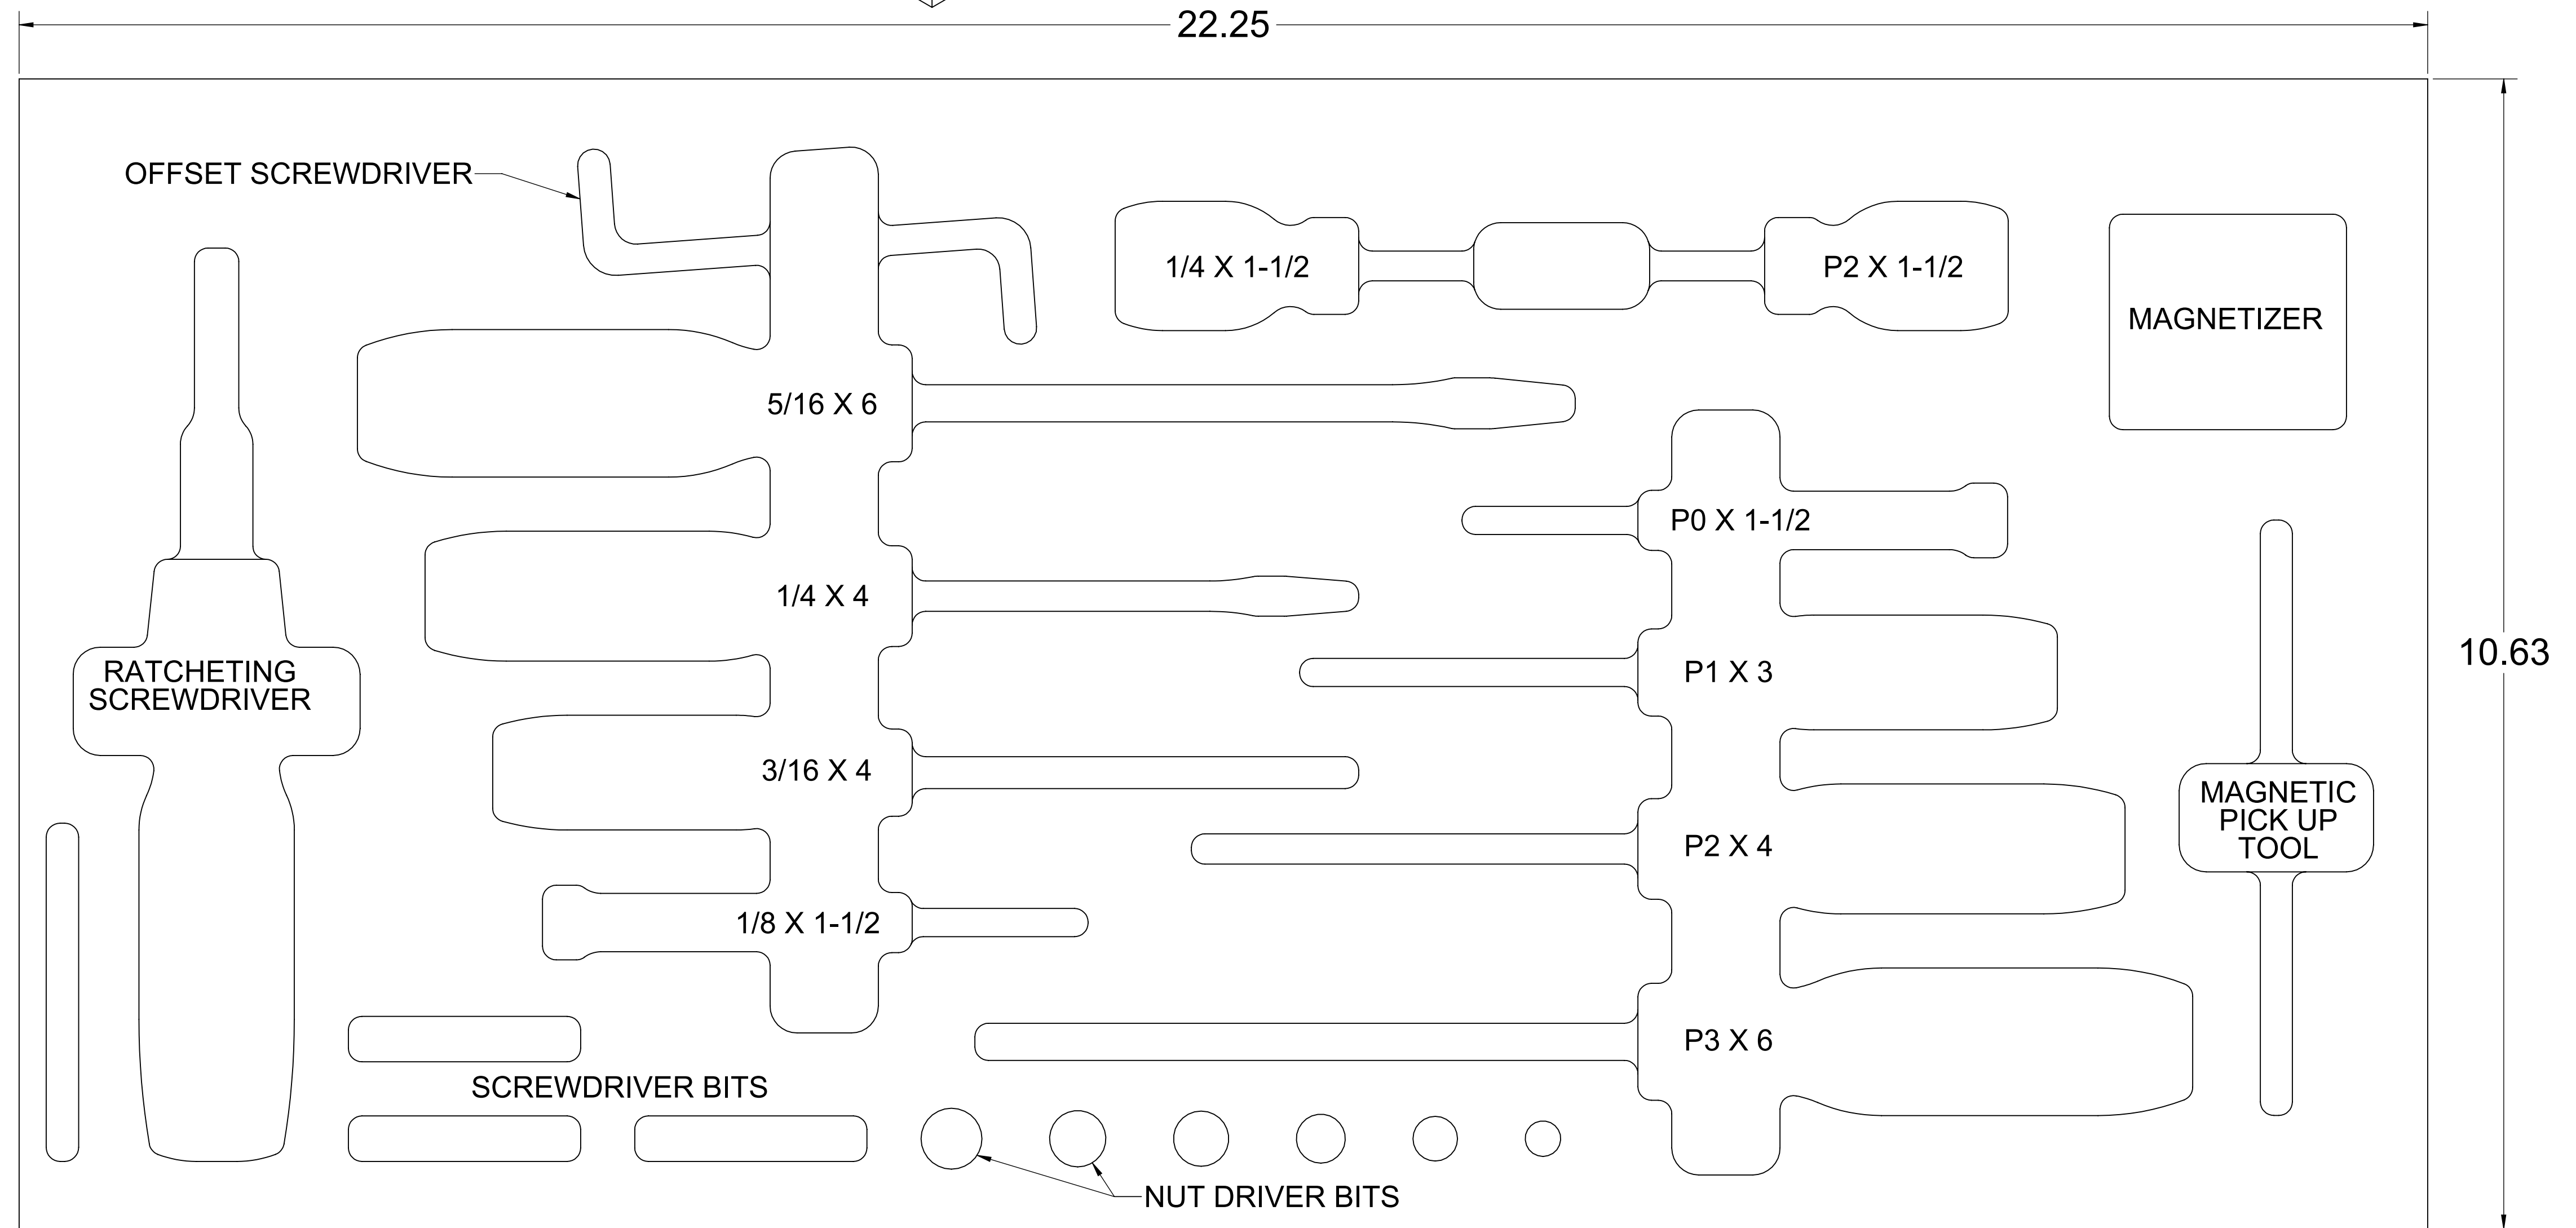 22.25
OFFSET SCREWDRIVER
1/4 X 1-1/2
P2 X 1-1/2
MAGNETIZER
5/16 X 6
P0 X 1-1/2
1/4 X 4
10.63
RATCHETING
SCREWDRIVER
P1 X 3
3/16 X 4
MAGNETIC
PICK UP
TOOL
P2 X 4
1/8 X 1-1/2
P3 X 6
SCREWDRIVER BITS
NUT DRIVER BITS